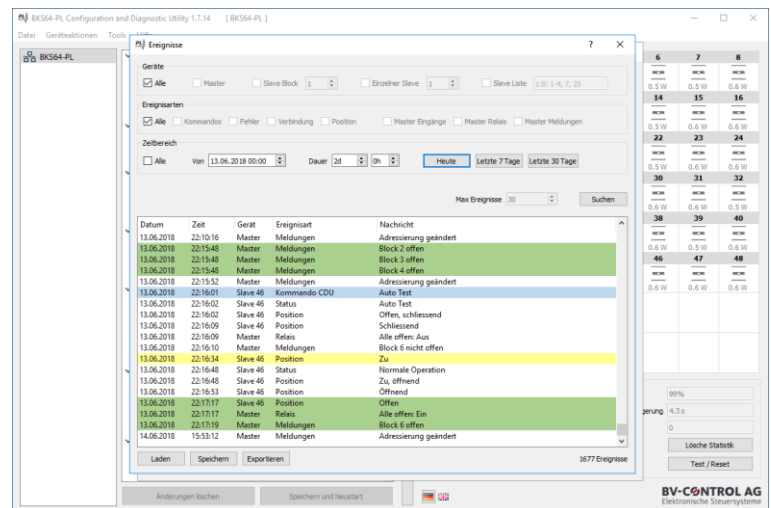 BKS64-PL Configuration and Diagnostic Utility 1.7.14 [ BKS64-PL ]
Datei Geräteaktionen
BKS64-PL
Ereignisse
Geräte
Alle Master Slave Block 1 Einzelner Slave 1 Slave Liste z.B: 1-4, 7, 25
Ereignisarten
Alle Kommandos Fehler Verbindung Position Master Eingänge Master Relais Master Meldungen
Zeitbereich
Alle Von 13.06.2018 00:00 Dauer 2d 0h Heute Letzte 7 Tage Letzte 30 Tage
Max Ereignisse 30 Suchen
Datum Zeit Gerät Ereignisart Nachricht
13.06.2018 22:10:16 Master Meldungen Adressierung geändert
13.06.2018 22:15:48 Master Meldungen Block 2 offen
13.06.2018 22:15:48 Master Meldungen Block 3 offen
13.06.2018 22:15:48 Master Meldungen Block 4 offen
13.06.2018 22:15:52 Master Meldungen Adressierung geändert
13.06.2018 22:16:01 Slave 46 Kommando CDU Auto Test
13.06.2018 22:16:02 Slave 46 Status Auto Test
13.06.2018 22:16:02 Slave 46 Position Offen, schliessend
13.06.2018 22:16:09 Slave 46 Position Schliessend
13.06.2018 22:16:09 Master Relais Alle offen: Aus
13.06.2018 22:16:10 Master Meldungen Block 6 nicht offen
13.06.2018 22:16:34 Slave 46 Position Zu
13.06.2018 22:16:48 Slave 46 Status Normale Operation
13.06.2018 22:16:48 Slave 46 Position Zu, öffnend
13.06.2018 22:16:53 Slave 46 Position Öffnend
13.06.2018 22:17:17 Slave 46 Position Offen
13.06.2018 22:17:17 Master Relais Alle offen: Ein
13.06.2018 22:17:19 Master Meldungen Block 6 offen
14.06.2018 15:53:12 Master Meldungen Adressierung geändert
Laden Speichern Exportieren 1677 Ereignisse
6 7 8
0.5 W 0.5 W 0.6 W
14 15 16
0.5 W 0.6 W 0.6 W
22 23 24
0.5 W 0.6 W 0.6 W
30 31 32
0.6 W 0.6 W 0.5 W
38 39 40
0.6 W 0.5 W 0.6 W
46 47 48
0.6 W 0.6 W 0.6 W
99%
gerung 4.3 s
0
Lösche Statistik
Test / Reset
Änderungen löschen Speichern und Neustart
BV-CONTROL AG
Elektronische Steuersysteme